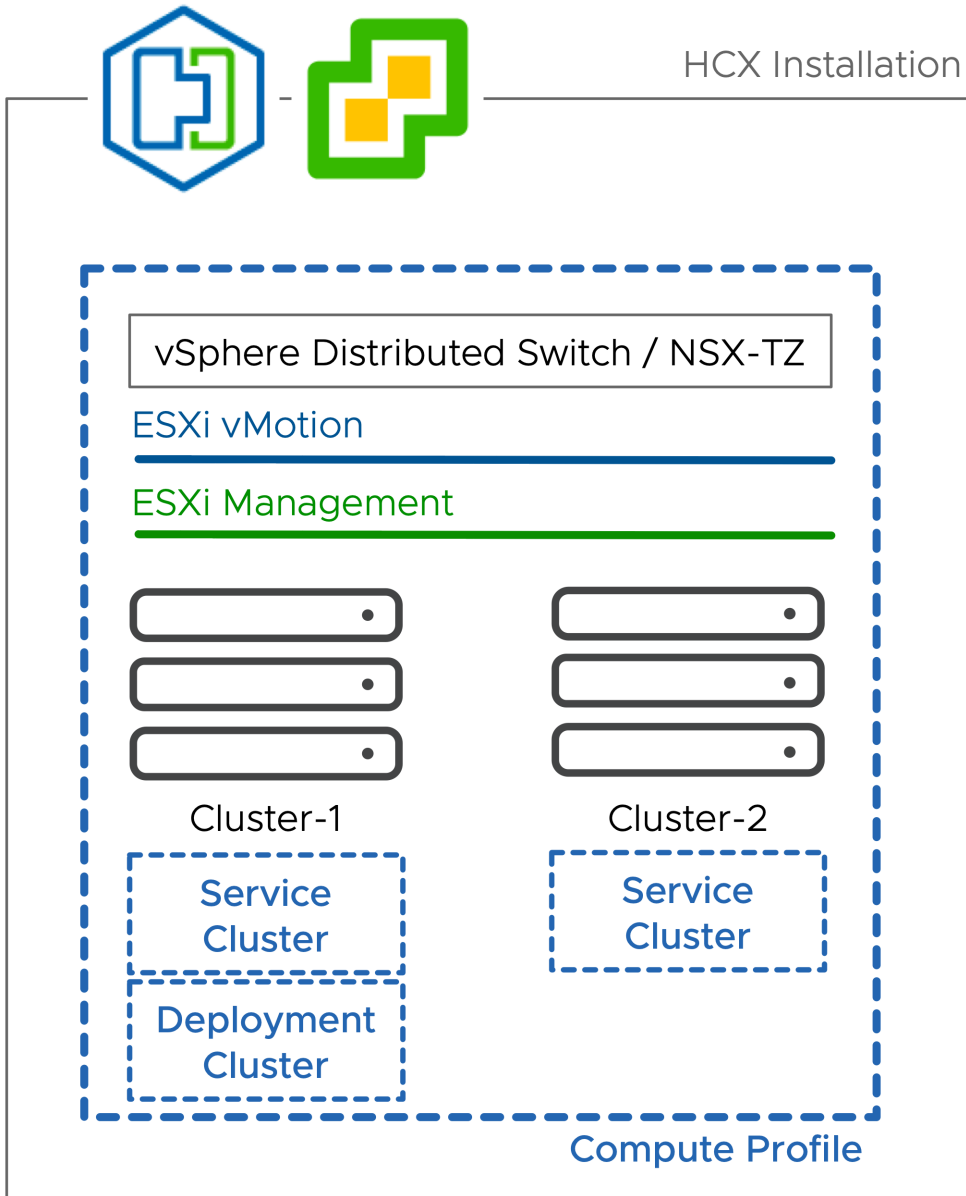 HCX Installation
vSphere Distributed Switch / NSX-TZ
ESXi vMotion
ESXi Management
Cluster-1
Cluster-2
Service
Cluster
Service
Cluster
Deployment
Cluster
Compute Profile